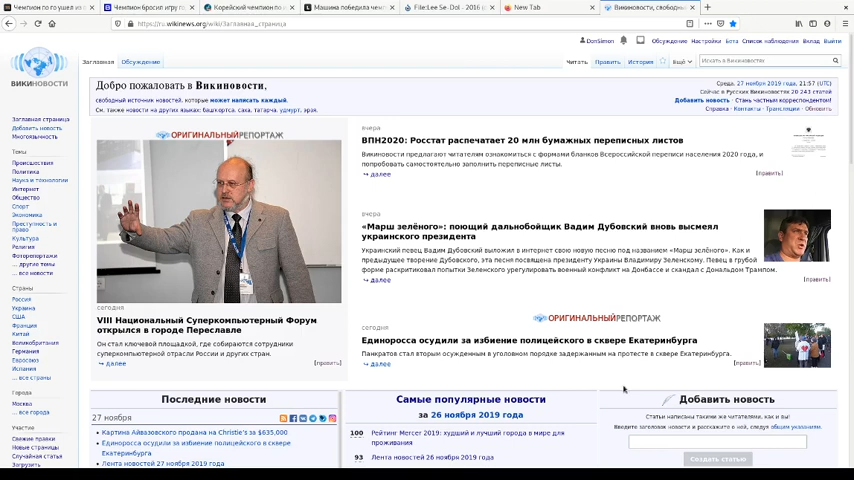 Чемпион по го ушел из
Чемпион бросил игру г
Корейский чемпион по
Машина победила чем
File:Lee Se-Dol - 2016 (
New Tab
Викиновости, свободны
https://ru.wikinews.org/wiki/Заглавная_страница
DonSimon
Обсуждение Настройки Бета Список наблюдения Вклад Выйти
Заглавная Обсуждение
Читать Править История Ещё
Искать в Викиновостях
ВИКИНОВОСТИ
Заглавная страница
Добавить новость
Многоязычность
Темы
Происшествия
Политика
Наука и технологии
Интернет
Общество
Спорт
Экономика
Преступность и
право
Культура
Религия
Фоторепортажи
... другие темы
... все новости
Страны
Россия
Украина
США
Франция
Китай
Великобритания
Германия
Евросоюз
Испания
... все страны
Города
Москва
... все города
Участие
Свежие правки
Новые страницы
Случайная статья
Загрузить
Добро пожаловать в Викиновости,
свободный источник новостей, которые может написать каждый.
См. также новости на других языках: башкортса, саха, татарча, удмурт, эрзя.
Среда, 27 ноября 2019 года, 21:57 (UTC)
Сейчас в Русских Викиновостях 20 243 статей
Добавить новость · Стань частным корреспондентом!
Справка · Контакты · Трансляции · Обновить
ОРИГИНАЛЬНЫЙРЕПОРТАЖ
сегодня
VIII Национальный Суперкомпьютерный Форум
открылся в городе Переславле
Он стал ключевой площадкой, где собираются сотрудники
суперкомпьютерной отрасли России и других стран.
далее
[править]
вчера
ВПН2020: Росстат распечатает 20 млн бумажных переписных листов
Викиновости предлагают читателям ознакомиться с формами бланков Всероссийской переписи населения 2020 года, и
попробовать самостоятельно заполнить переписные листы.
далее
[править]
вчера
«Марш зелёного»: поющий дальнобойщик Вадим Дубовский вновь высмеял
украинского президента
Украинский певец Вадим Дубовский выложил в интернет свою новую песню под названием «Марш зелёного». Как и
предыдущее творение Дубовского, эта песня посвящена президенту Украины Владимиру Зеленскому. Певец в грубой
форме раскритиковал попытки Зеленского урегулировать военный конфликт на Донбассе и скандал с Дональдом Трампом.
далее
[править]
ОРИГИНАЛЬНЫЙРЕПОРТАЖ
сегодня
Единоросса осудили за избиение полицейского в сквере Екатеринбурга
Панкратов стал вторым осужденным в уголовном порядке задержанным на протесте в сквере Екатеринбурга.
далее
[править]
Последние новости
27 ноября
Картина Айвазовского продана на Christie's за $635,000
Единоросса осудили за избиение полицейского в сквере
Екатеринбурга
Лента новостей 27 ноября 2019 года
Самые популярные новости
за 26 ноября 2019 года
100 Рейтинг Mercer 2019: худший и лучший города в мире для
проживания
93 Лента новостей 26 ноября 2019 года
Добавить новость
Статьи написаны такими же читателями, как и вы!
Введите заголовок новости и расскажите о ней, следуя общим указаниям.
Создать статью